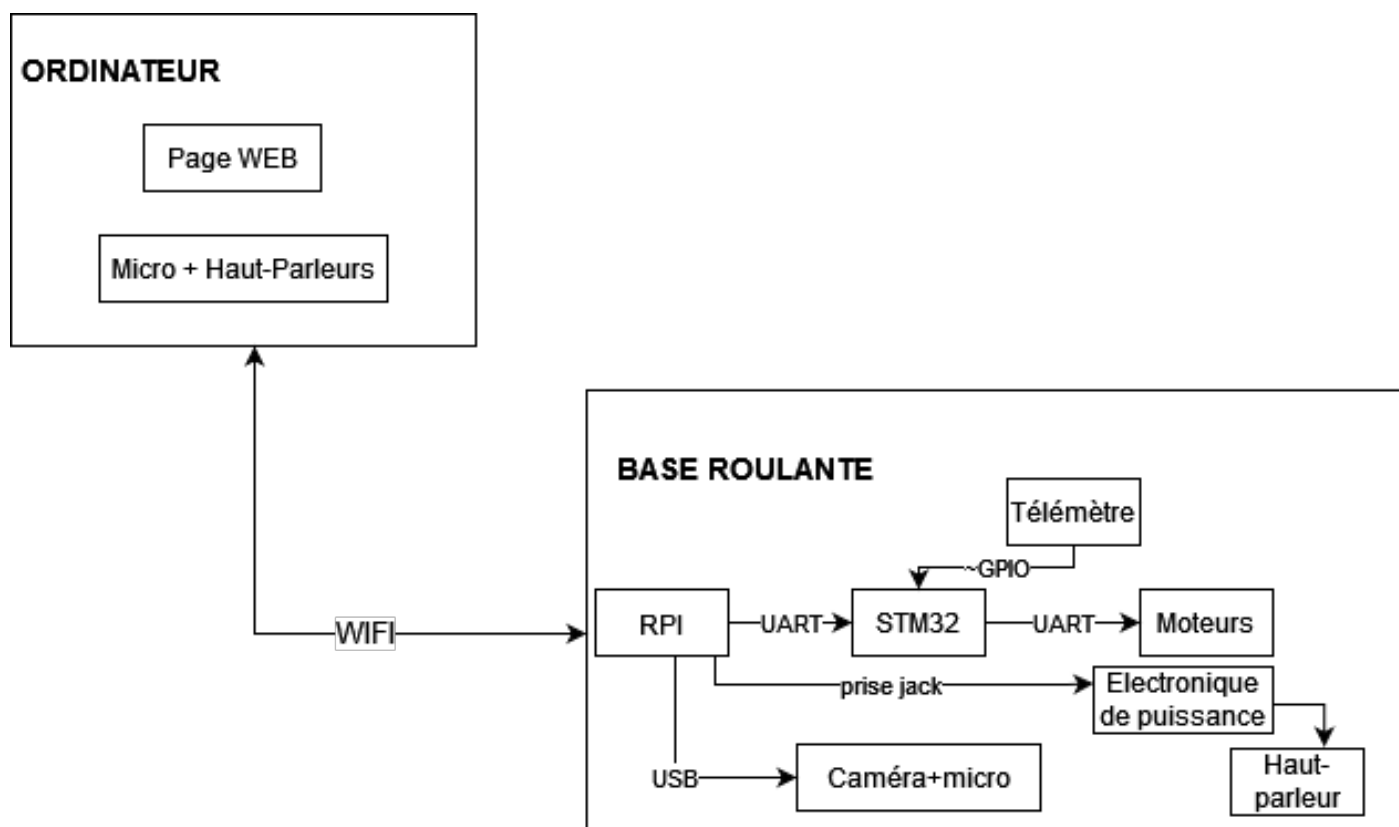 ORDINATEUR
Page WEB
Micro + Haut-Parleurs
BASE ROULANTE
Télémètre
~GPIO
WIFI
RPI
UART
STM32
UART
Moteurs
prise jack
Electronique
de puissance
USB
Caméra+micro
Haut-
parleur